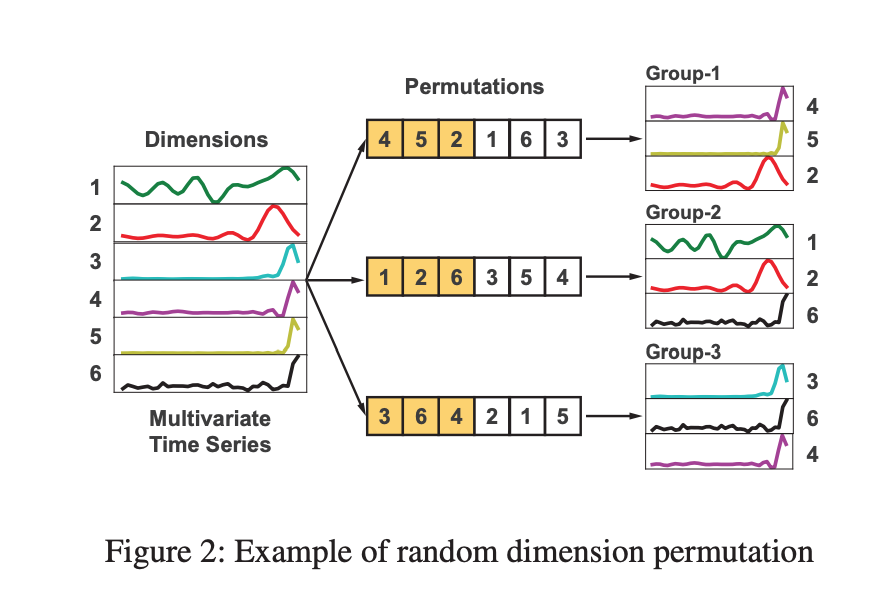 Dimensions
1
2
3
4
5
6
Multivariate
Time Series
Permutations
4 5 2 1 6 3
1 2 6 3 5 4
3 6 4 2 1 5
Group-1
4
5
2
Group-2
1
2
6
Group-3
3
6
4
Figure 2: Example of random dimension permutation